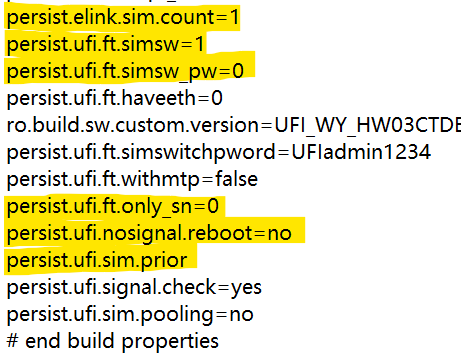 persist.elink.sim.count=1
persist.ufi.ft.simsw=1
persist.ufi.ft.simsw_pw=0
persist.ufi.ft.haveeth=0
ro.build.sw.custom.version=UFI_WY_HW03CTDE
persist.ufi.ft.simswitchpword=UFIadmin1234
persist.ufi.ft.withmtp=false
persist.ufi.ft.only_sn=0
persist.ufi.nosignal.reboot=no
persist.ufi.sim.prior
persist.ufi.signal.check=yes
persist.ufi.sim.pooling=no
# end build properties